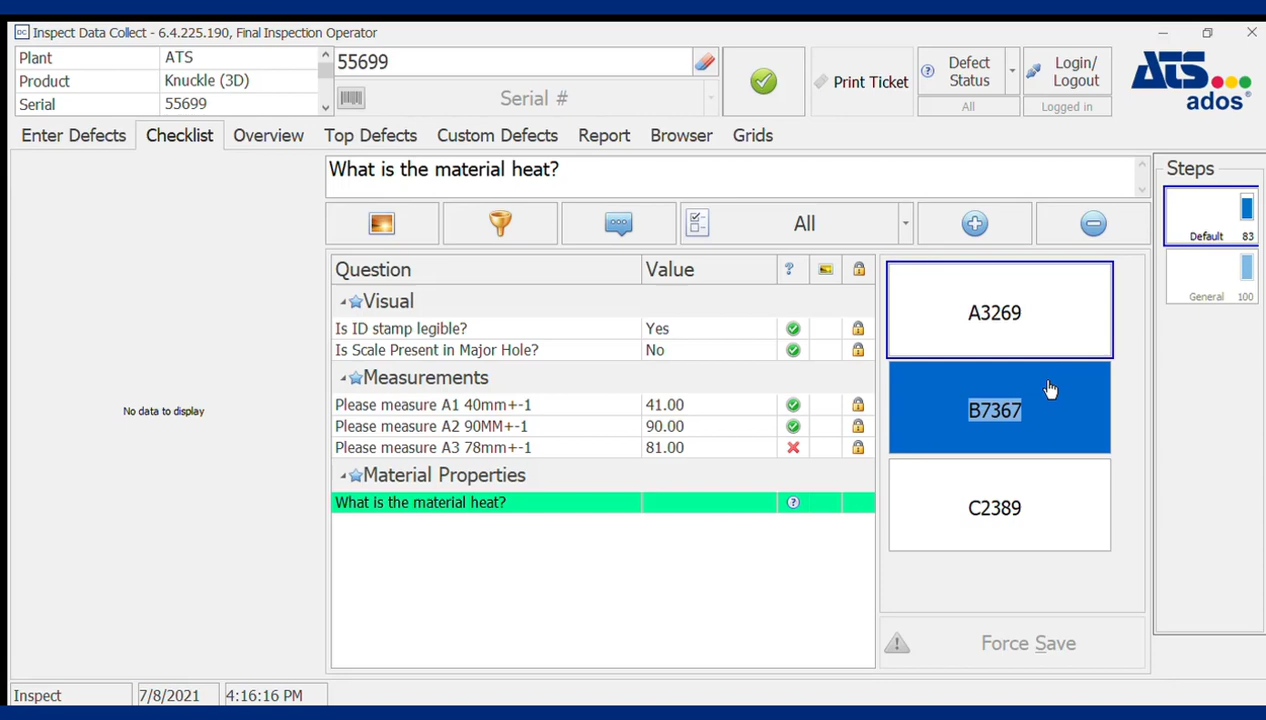 Inspect Data Collect - 6.4.225.190, Final Inspection Operator
Plant ATS
Product Knuckle (3D)
Serial 55699
55699
Serial #
Print Ticket
Defect Status
All
Login/ Logout
Logged in
ATS
ados®
Enter Defects Checklist Overview Top Defects Custom Defects Report Browser Grids
What is the material heat?
Steps
All
Default 83
General 100
Question Value
Visual
Is ID stamp legible? Yes
Is Scale Present in Major Hole? No
Measurements
Please measure A1 40mm+-1 41.00
Please measure A2 90MM+-1 90.00
Please measure A3 78mm+-1 81.00
Material Properties
What is the material heat?
A3269
B7367
C2389
No data to display
Force Save
Inspect 7/8/2021 4:16:16 PM